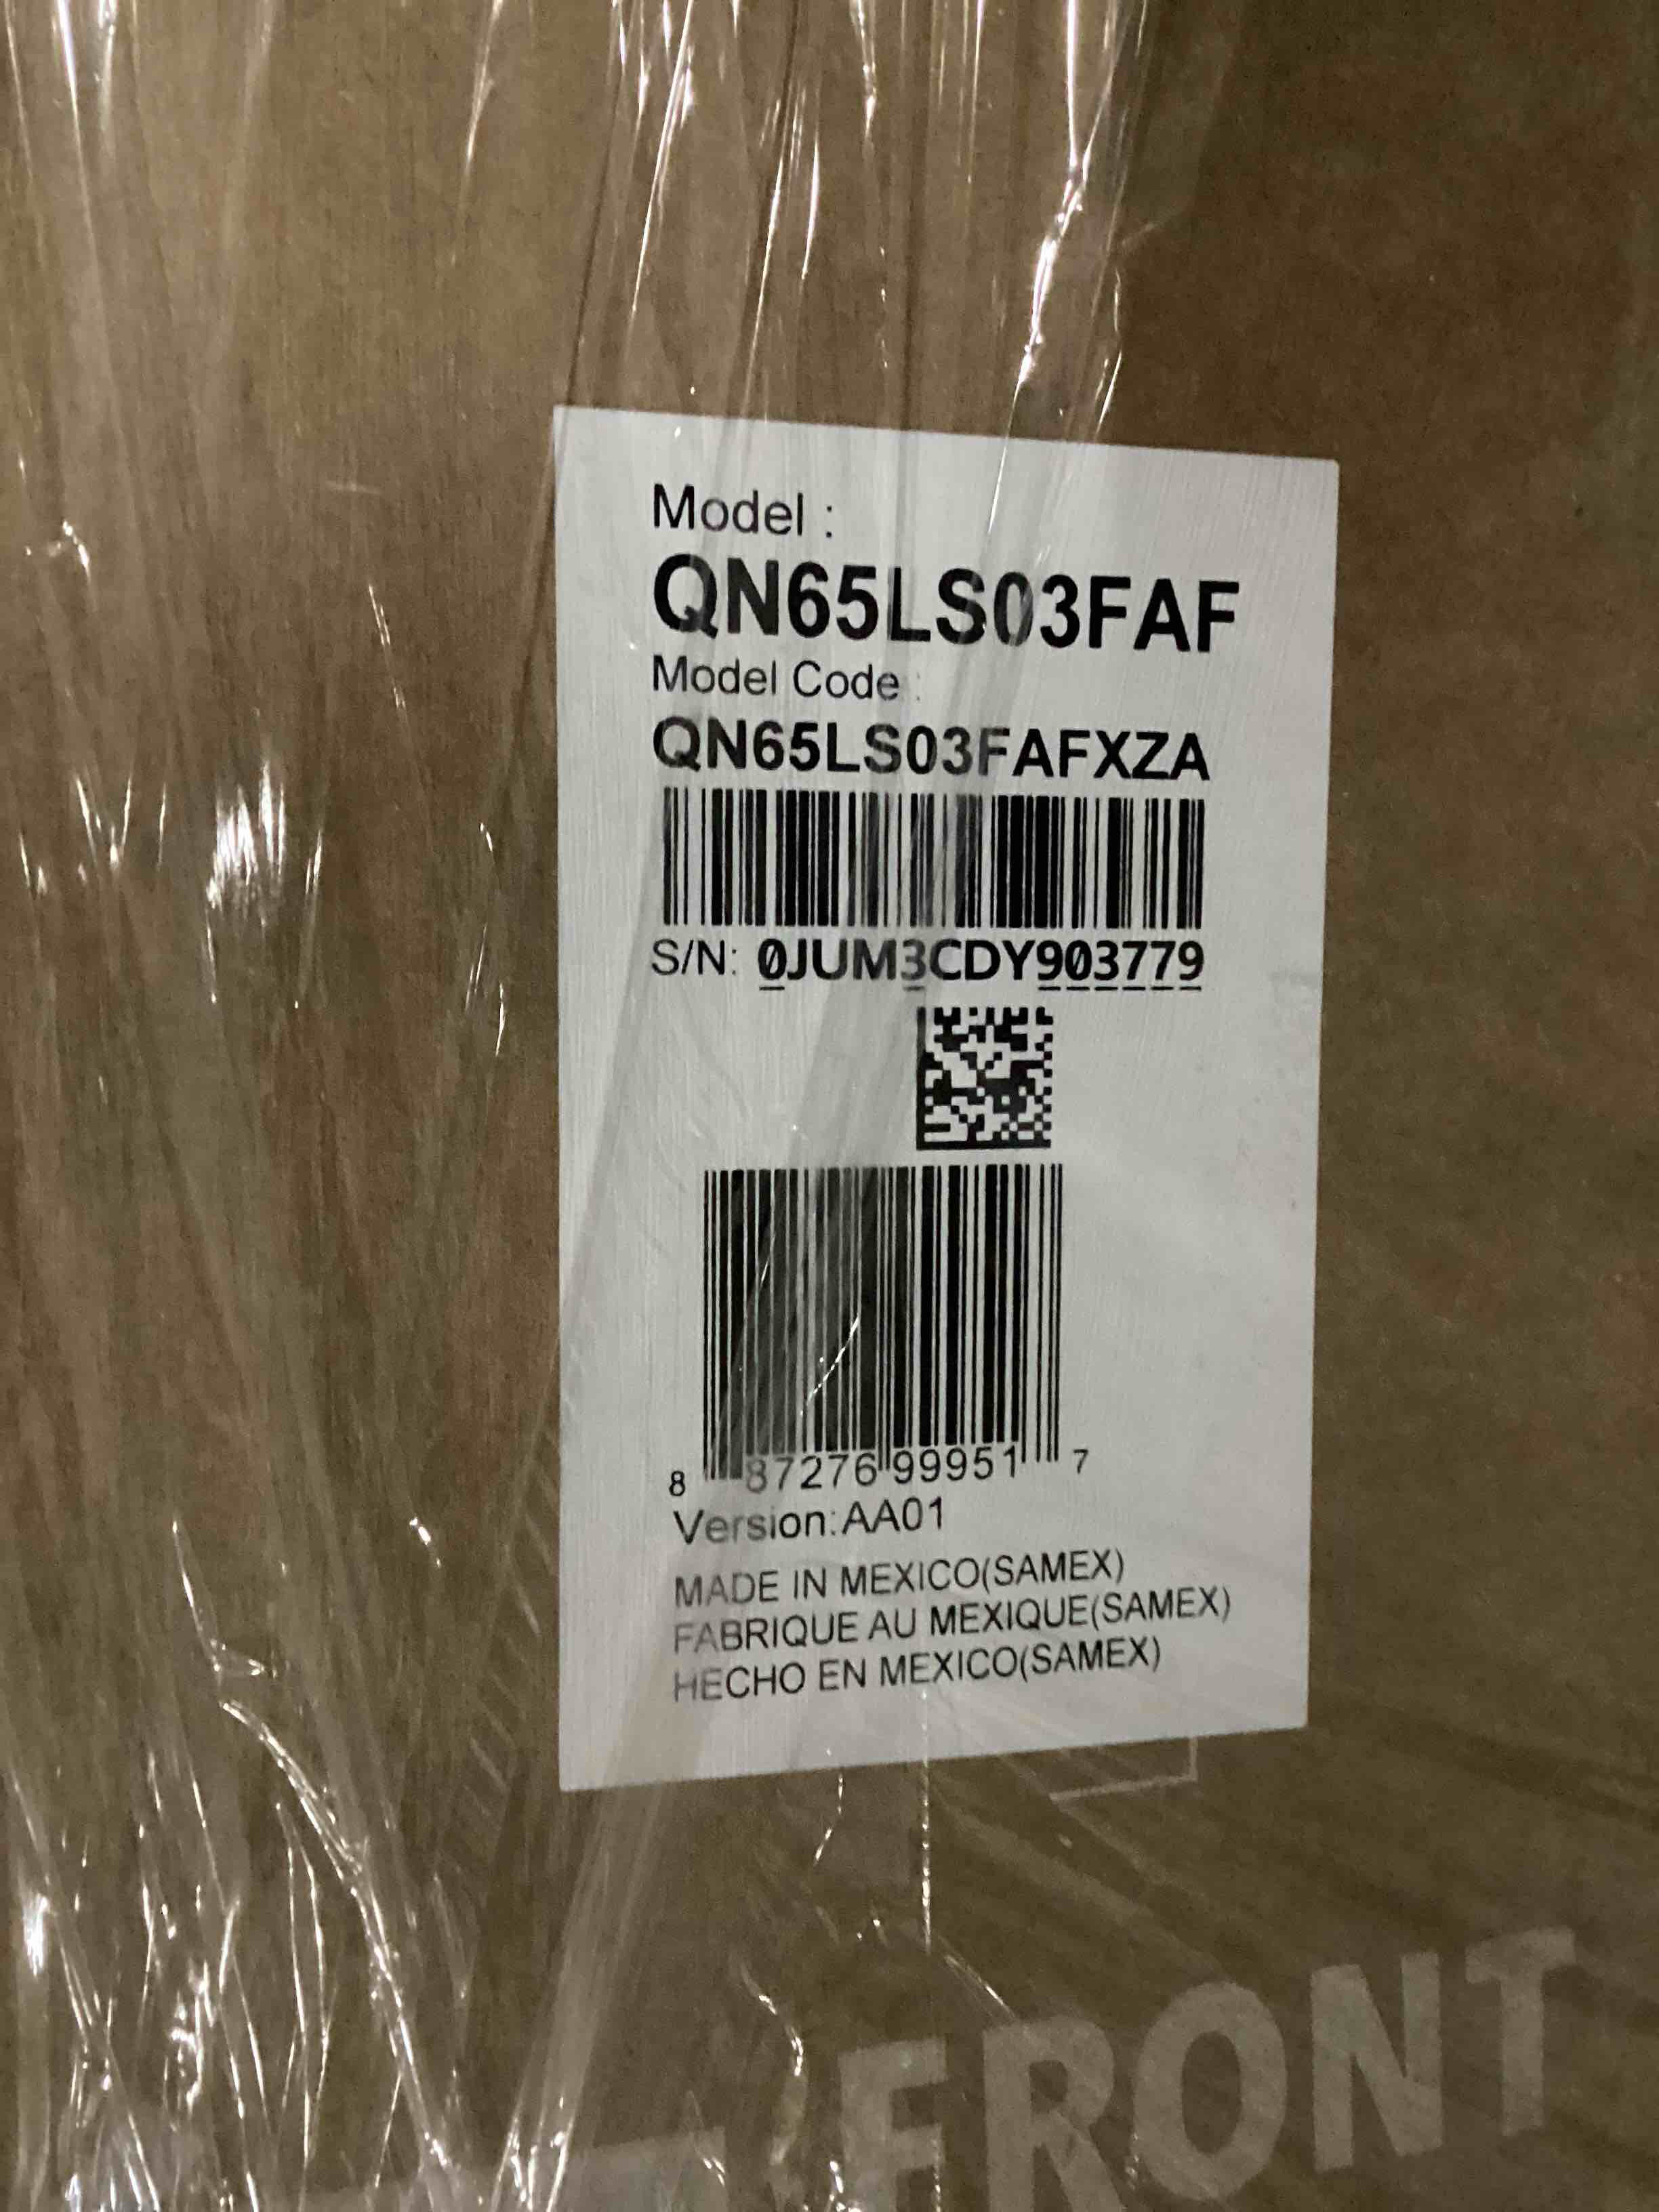 Model :
QN65LS03FAF
Model Code :
QN65LS03FAFXZA
S/N: 0JUM3CDY903779
8 87276 99951 7
Version:AA01
MADE IN MEXICO(SAMEX)
FABRIQUE AU MEXIQUE(SAMEX)
HECHO EN MEXICO(SAMEX)
FRONT